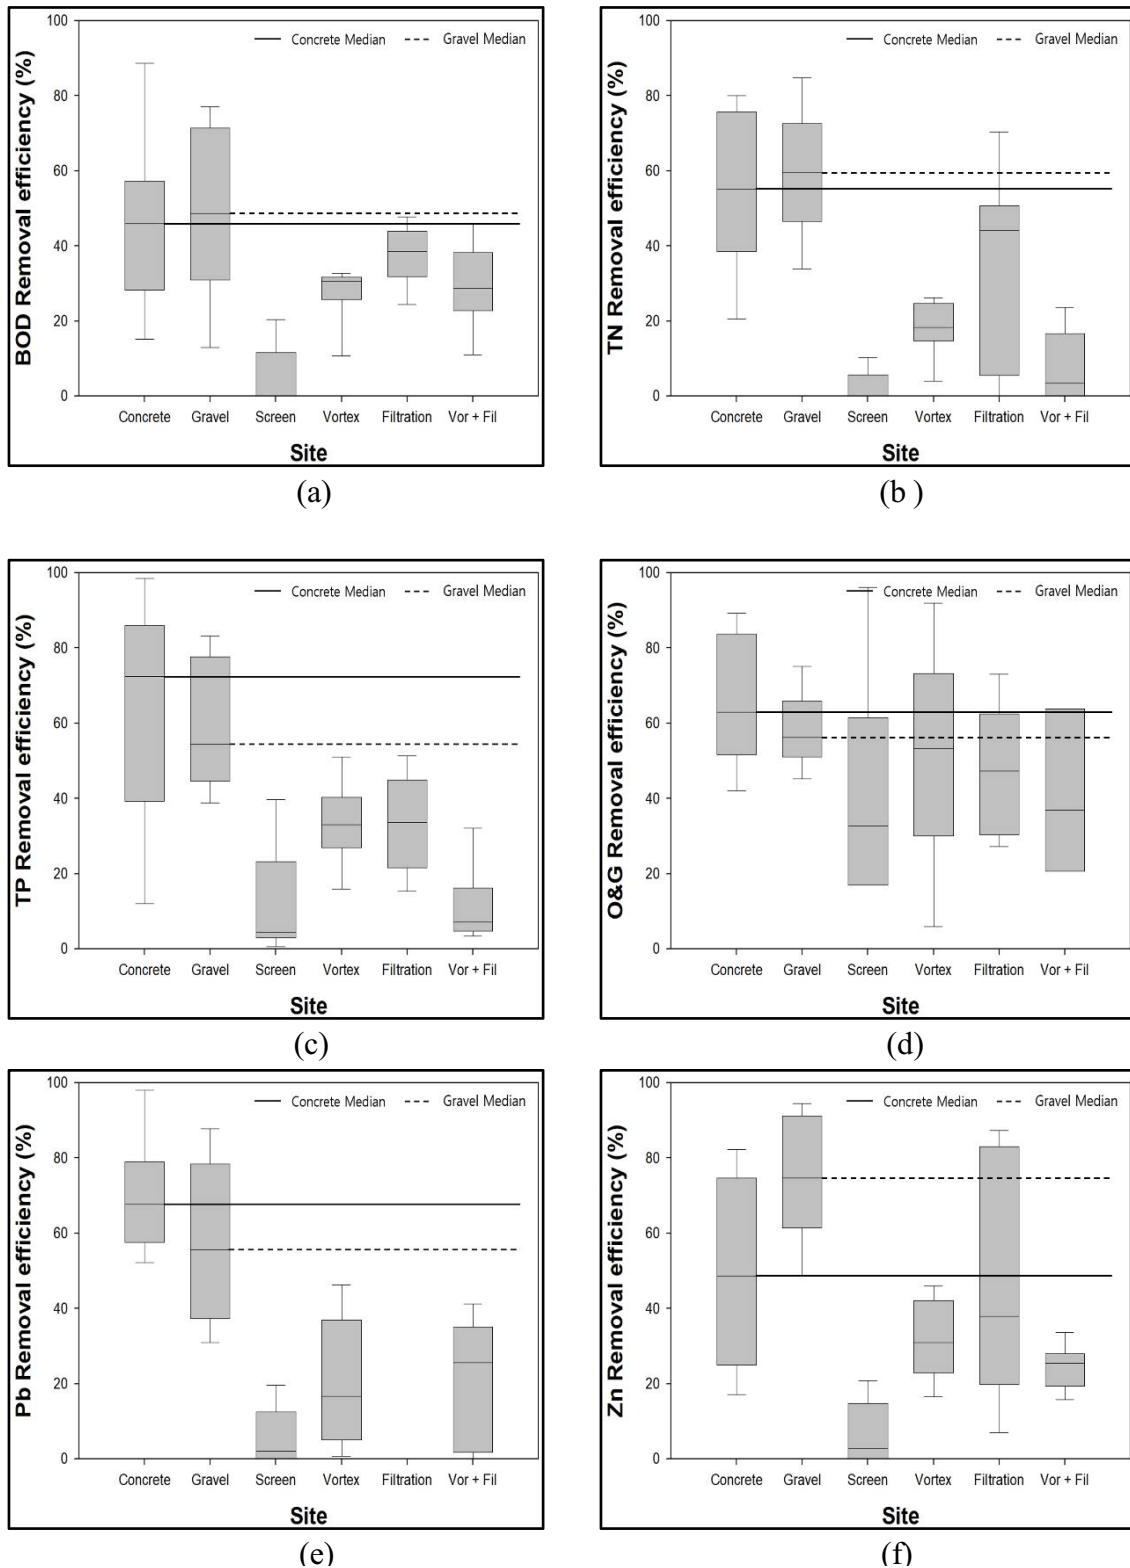 100
Concrete Median
Gravel Median
80
60
40
20
0
BOD Removal efficiency (%)
Concrete Gravel Screen Vortex Filtration Vor + Fil
Site
(a)
100
Concrete Median
Gravel Median
80
60
40
20
0
TN Removal efficiency (%)
Concrete Gravel Screen Vortex Filtration Vor + Fil
Site
(b )
100
Concrete Median
Gravel Median
80
60
40
20
0
TP Removal efficiency (%)
Concrete Gravel Screen Vortex Filtration Vor + Fil
Site
(c)
100
Concrete Median
Gravel Median
80
60
40
20
0
O&G Removal efficiency (%)
Concrete Gravel Screen Vortex Filtration Vor + Fil
Site
(d)
100
Concrete Median
Gravel Median
80
60
40
20
0
Pb Removal efficiency (%)
Concrete Gravel Screen Vortex Filtration Vor + Fil
Site
(e)
100
Concrete Median
Gravel Median
80
60
40
20
0
Zn Removal efficiency (%)
Concrete Gravel Screen Vortex Filtration Vor + Fil
Site
(f)